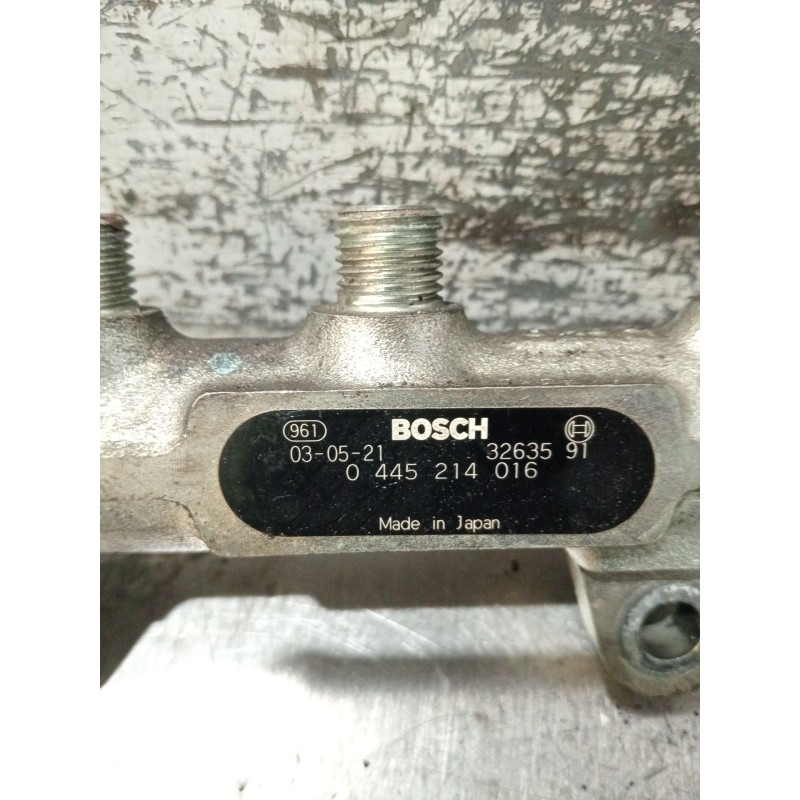 961 BOSCH
03-05-21 32635 91
0 445 214 016
Made in Japan